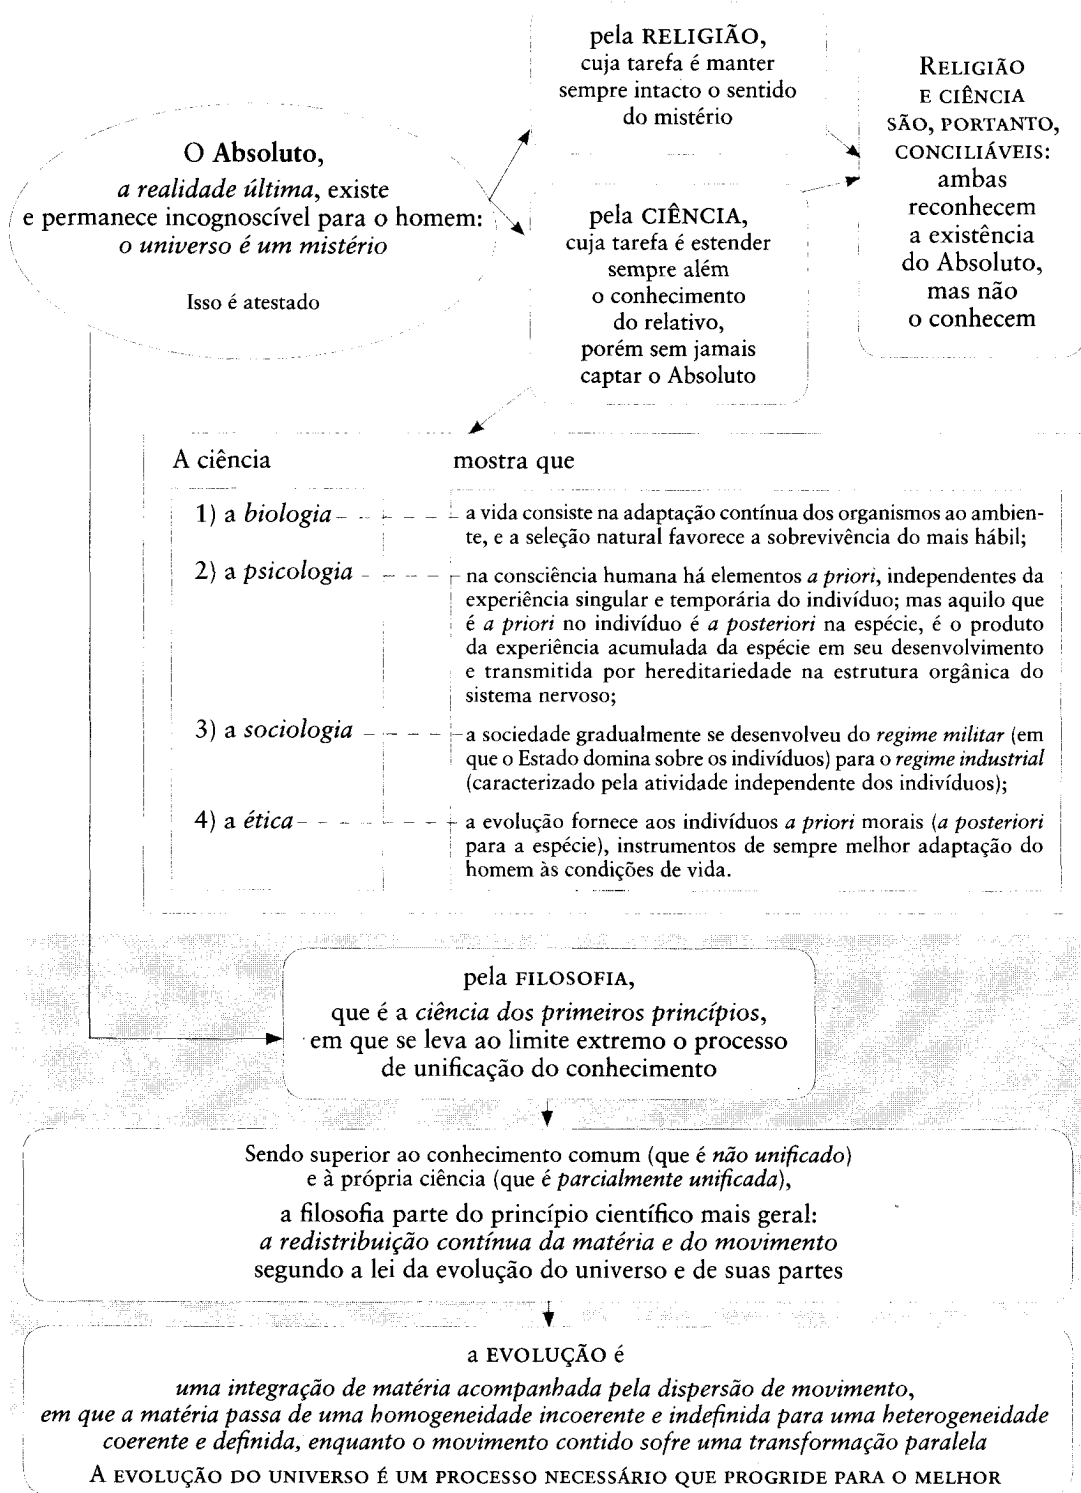 O Absoluto,
a realidade última, existe
e permanece incognoscível para o homem:
o universo é um mistério
Isso é atestado
pela RELIGIÃO,
cuja tarefa é manter
sempre intacto o sentido
do mistério
pela CIÊNCIA,
cuja tarefa é estender
sempre além
o conhecimento
do relativo,
porém sem jamais
captar o Absoluto
RELIGIÃO
E CIÊNCIA
SÃO, PORTANTO,
CONCILIÁVEIS:
ambas
reconhecem
a existência
do Absoluto,
mas não
o conhecem
A ciência mostra que
1) a biologia
a vida consiste na adaptação contínua dos organismos ao ambien-
te, e a seleção natural favorece a sobrevivência do mais hábil;
2) a psicologia
na consciência humana há elementos a priori, independentes da
experiência singular e temporária do indivíduo; mas aquilo que
é a priori no indivíduo é a posteriori na espécie, é o produto
da experiência acumulada da espécie em seu desenvolvimento
e transmitida por hereditariedade na estrutura orgânica do
sistema nervoso;
3) a sociologia
a sociedade gradualmente se desenvolveu do regime militar (em
que o Estado domina sobre os indivíduos) para o regime industrial
(caracterizado pela atividade independente dos indivíduos);
4) a ética
a evolução fornece aos indivíduos a priori morais (a posteriori
para a espécie), instrumentos de sempre melhor adaptação do
homem às condições de vida.
pela FILOSOFIA,
que é a ciência dos primeiros princípios,
em que se leva ao limite extremo o processo
de unificação do conhecimento
Sendo superior ao conhecimento comum (que é não unificado)
e à própria ciência (que é parcialmente unificada),
a filosofia parte do princípio científico mais geral:
a redistribuição contínua da matéria e do movimento
segundo a lei da evolução do universo e de suas partes
a EVOLUÇÃO é
uma integração de matéria acompanhada pela dispersão de movimento,
em que a matéria passa de uma homogeneidade incoerente e indefinida para uma heterogeneidade
coerente e definida, enquanto o movimento contido sofre uma transformação paralela
A EVOLUÇÃO DO UNIVERSO É UM PROCESSO NECESSÁRIO QUE PROGRIDE PARA O MELHOR